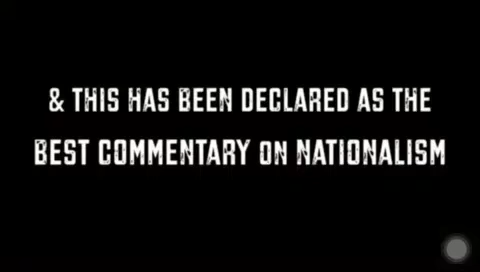 & THIS HAS BEEN DECLARED AS THE
BEST COMMENTARY ON NATIONALISM